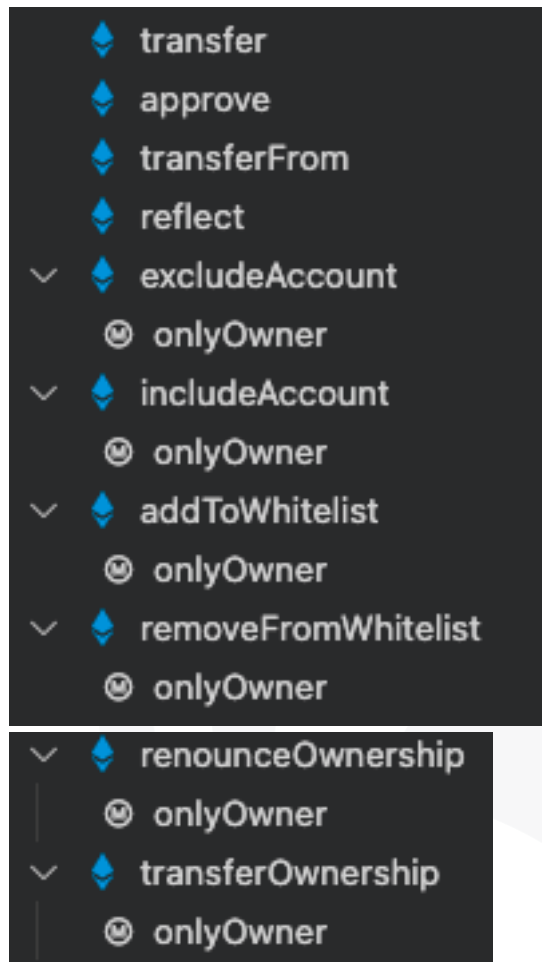 transfer
approve
transferFrom
reflect
excludeAccount
onlyOwner
includeAccount
onlyOwner
addToWhitelist
onlyOwner
removeFromWhitelist
onlyOwner
renounceOwnership
onlyOwner
transferOwnership
onlyOwner